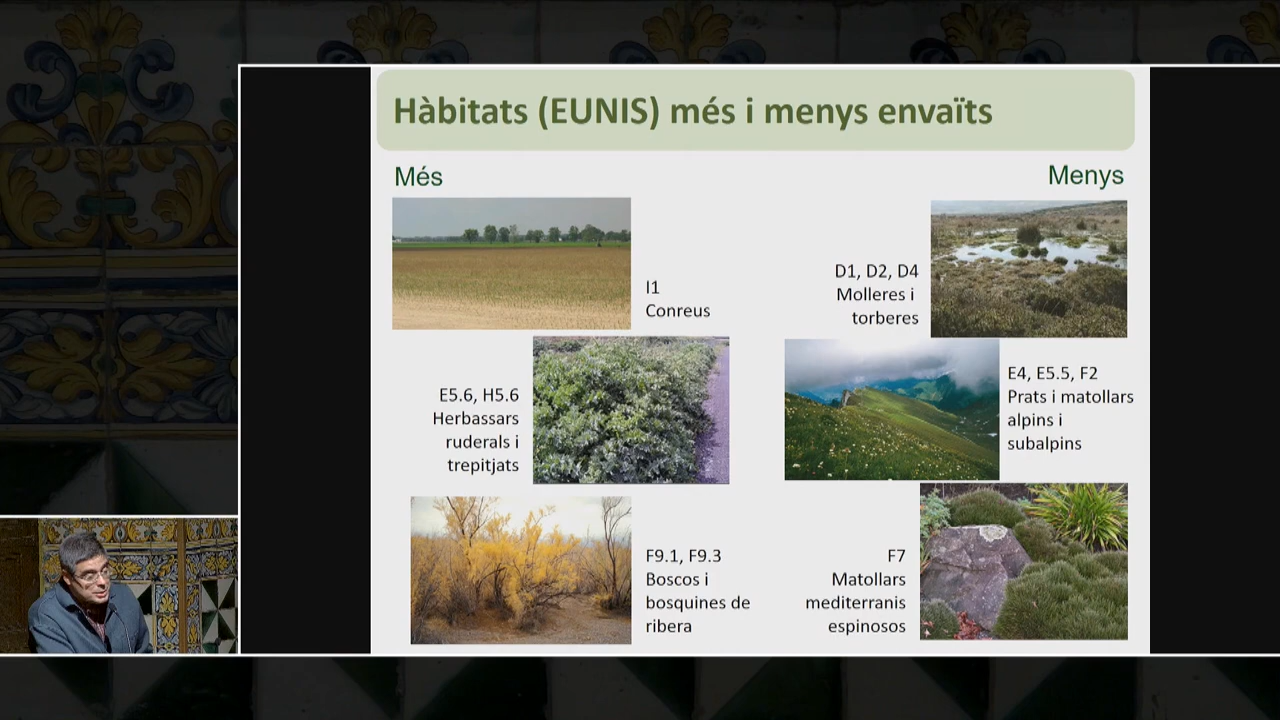 Hàbitats (EUNIS) més i menys envaïts
Més
Menys
I1
Conreus
D1, D2, D4
Molleres i
torberes
E5.6, H5.6
Herbassars
ruderals i
trepitjats
E4, E5.5, F2
Prats i matollars
alpins i
subalpins
F9.1, F9.3
Boscos i
bosquines de
ribera
F7
Matollars
mediterranis
espinosos